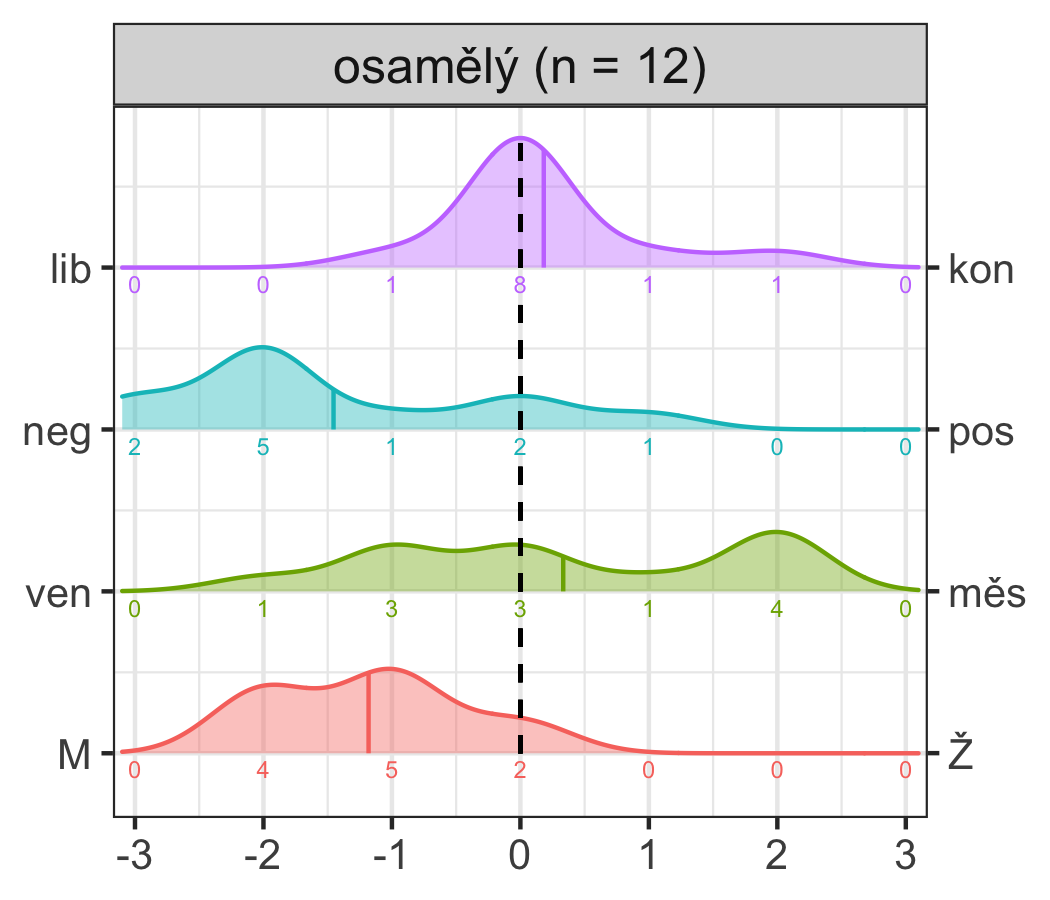 osamělý (n = 12)
lib kon
0 0 1 8 1 1 0
neg pos
2 5 1 2 1 0 0
ven měs
0 1 3 3 1 4 0
M Ž
0 4 5 2 0 0 0
-3 -2 -1 0 1 2 3